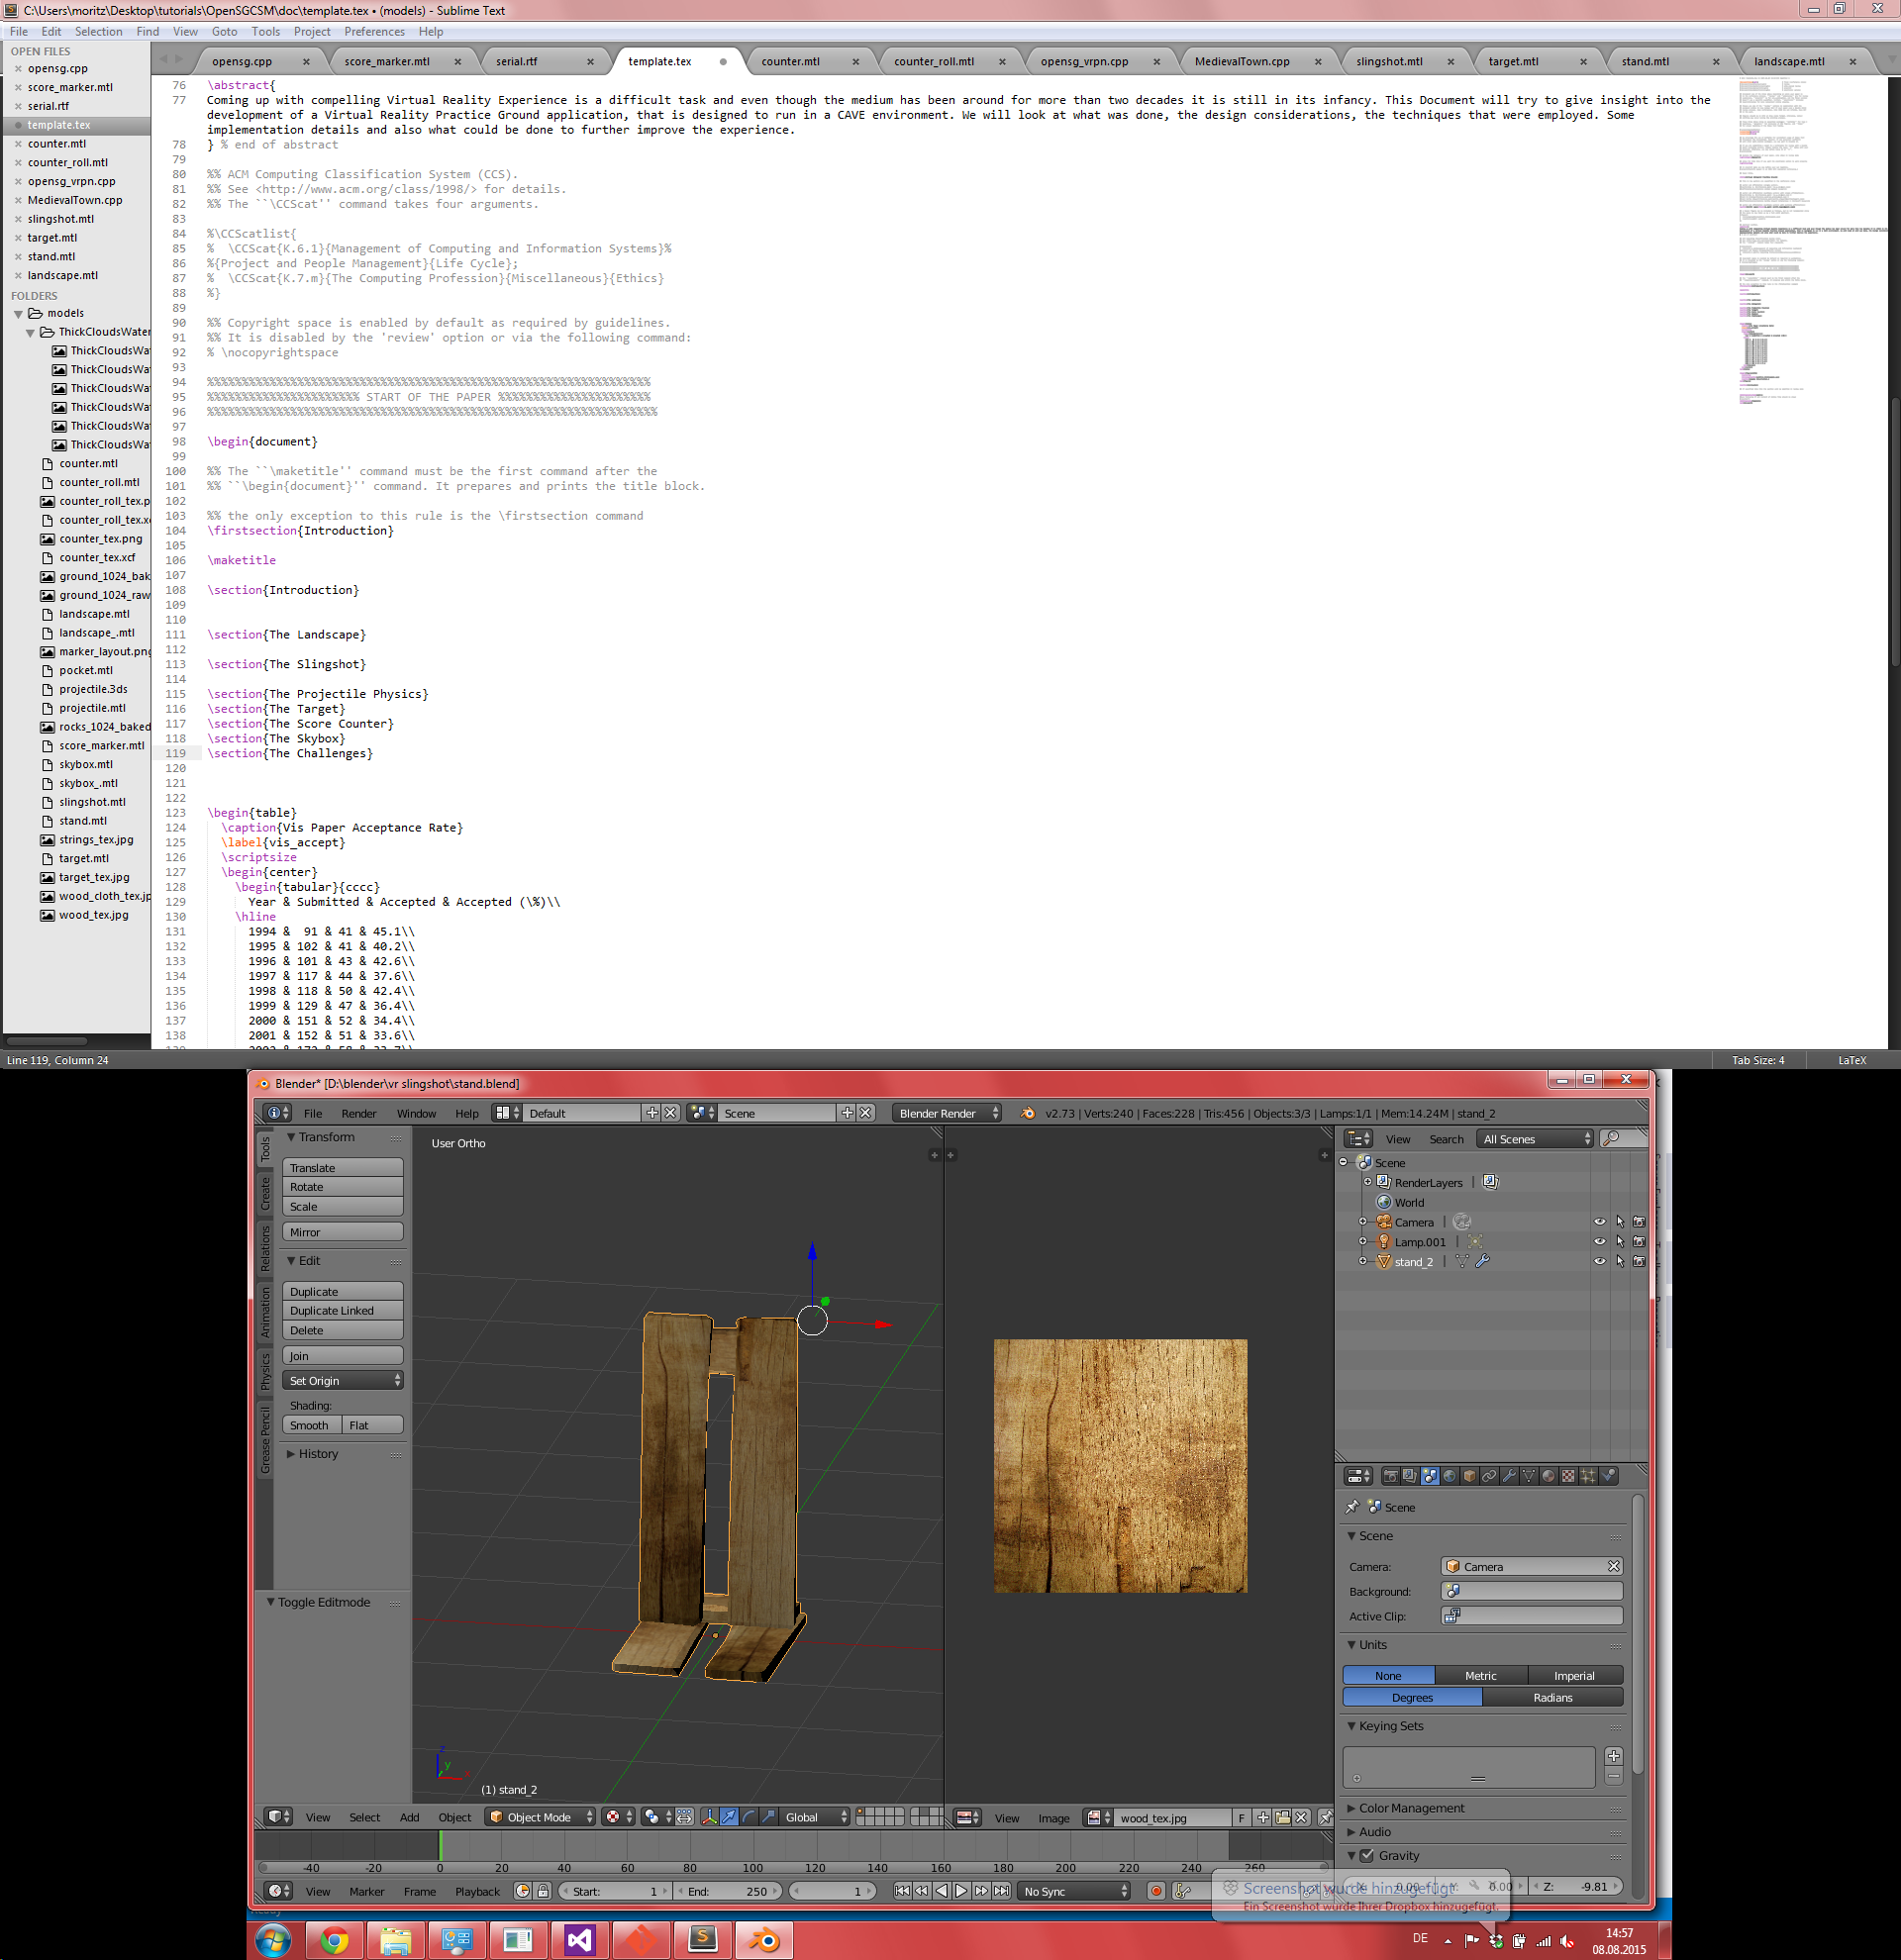 C:\Users\moritz\Desktop\tutorials\OpenSGCSM\doc\template.tex • (models) - Sublime Text
File Edit Selection Find View Goto Tools Project Preferences Help
OPEN FILES
opensg.cpp
score_marker.mtl
serial.rtf
template.tex
counter.mtl
counter_roll.mtl
opensg_vrpn.cpp
MedievalTown.cpp
slingshot.mtl
target.mtl
stand.mtl
landscape.mtl
FOLDERS
models
ThickCloudsWater
ThickCloudsWa
ThickCloudsWa
ThickCloudsWa
ThickCloudsWa
ThickCloudsWa
ThickCloudsWa
counter.mtl
counter_roll.mtl
counter_roll_tex.p
counter_roll_tex.x
counter_tex.png
counter_tex.xcf
ground_1024_bak
ground_1024_raw
landscape.mtl
landscape_.mtl
marker_layout.png
pocket.mtl
projectile.3ds
projectile.mtl
rocks_1024_baked
score_marker.mtl
skybox.mtl
skybox_.mtl
slingshot.mtl
stand.mtl
strings_tex.jpg
target.mtl
target_tex.jpg
wood_cloth_tex.jp
wood_tex.jpg
opensg.cpp score_marker.mtl serial.rtf template.tex counter.mtl counter_roll.mtl opensg_vrpn.cpp MedievalTown.cpp slingshot.mtl target.mtl stand.mtl landscape.mtl
76 \abstract{
77 Coming up with compelling Virtual Reality Experience is a difficult task and even though the medium has been around for more than two decades it is still in its infancy. This Document will try to give insight into the
development of a Virtual Reality Practice Ground application, that is designed to run in a CAVE environment. We will look at what was done, the design considerations, the techniques that were employed. Some
implementation details and also what could be done to further improve the experience.
78 } % end of abstract
79
80 %% ACM Computing Classification System (CCS).
81 %% See <http://www.acm.org/class/1998/> for details.
82 %% The ``\CCScat'' command takes four arguments.
83
84 %\CCScatlist{
85 %  \CCScat{K.6.1}{Management of Computing and Information Systems}%
86 %{Project and People Management}{Life Cycle};
87 %  \CCScat{K.7.m}{The Computing Profession}{Miscellaneous}{Ethics}
88 %}
89
90 %% Copyright space is enabled by default as required by guidelines.
91 %% It is disabled by the 'review' option or via the following command:
92 % \nocopyrightspace
93
94 %%%%%%%%%%%%%%%%%%%%%%%%%%%%%%%%%%%%%%%%%%%%%%%%%%%%%%%%%%%%%%%%
95 %%%%%%%%%%%%%%%%%%%%%% START OF THE PAPER %%%%%%%%%%%%%%%%%%%%%%
96 %%%%%%%%%%%%%%%%%%%%%%%%%%%%%%%%%%%%%%%%%%%%%%%%%%%%%%%%%%%%%%%%%
97
98 \begin{document}
99
100 %% The ``\maketitle'' command must be the first command after the
101 %% ``\begin{document}'' command. It prepares and prints the title block.
102
103 %% the only exception to this rule is the \firstsection command
104 \firstsection{Introduction}
105
106 \maketitle
107
108 \section{Introduction}
109
110
111 \section{The Landscape}
112
113 \section{The Slingshot}
114
115 \section{The Projectile Physics}
116 \section{The Target}
117 \section{The Score Counter}
118 \section{The Skybox}
119 \section{The Challenges}
120
121
122
123 \begin{table}
124 \caption{Vis Paper Acceptance Rate}
125 \label{vis_accept}
126 \scriptsize
127 \begin{center}
128 \begin{tabular}{cccc}
129 Year & Submitted & Accepted & Accepted (\%)\\
130 \hline
131 1994 &  91 & 41 & 45.1\\
132 1995 & 102 & 41 & 40.2\\
133 1996 & 101 & 43 & 42.6\\
134 1997 & 117 & 44 & 37.6\\
135 1998 & 118 & 50 & 42.4\\
136 1999 & 129 & 47 & 36.4\\
137 2000 & 151 & 52 & 34.4\\
138 2001 & 152 & 51 & 33.6\\
Line 119, Column 24 Tab Size: 4 LaTeX
Blender* [D:\blender\vr slingshot\stand.blend]
File Render Window Help Default Scene Blender Render v2.73 | Verts:240 | Faces:228 | Tris:456 | Objects:3/3 | Lamps:1/1 | Mem:14.24M | stand_2
Tools
Create
Relations
Animation
Physics
Grease Pencil
Transform
Translate
Rotate
Scale
Mirror
Edit
Duplicate
Duplicate Linked
Delete
Join
Set Origin
Shading:
Smooth Flat
History
Toggle Editmode
User Ortho
z
y
x
(1) stand_2
View Select Add Object Object Mode Global
View Image wood_tex.jpg F
View Search All Scenes
Scene
RenderLayers
World
Camera
Lamp.001
stand_2
Scene
Scene
Camera: Camera
Background:
Active Clip:
Units
None Metric Imperial
Degrees Radians
Keying Sets
Color Management
Audio
Gravity
X: 0.00 Y: 0.00 Z: -9.81
-40 -20 0 20 40 60 80 100 120 140 160 180 200 220 240 260
View Marker Frame Playback Start: 1 End: 250 1 No Sync
Screenshot wurde hinzugefügt
Ein Screenshot wurde Ihrer Dropbox hinzugefügt.
DE
14:57
08.08.2015